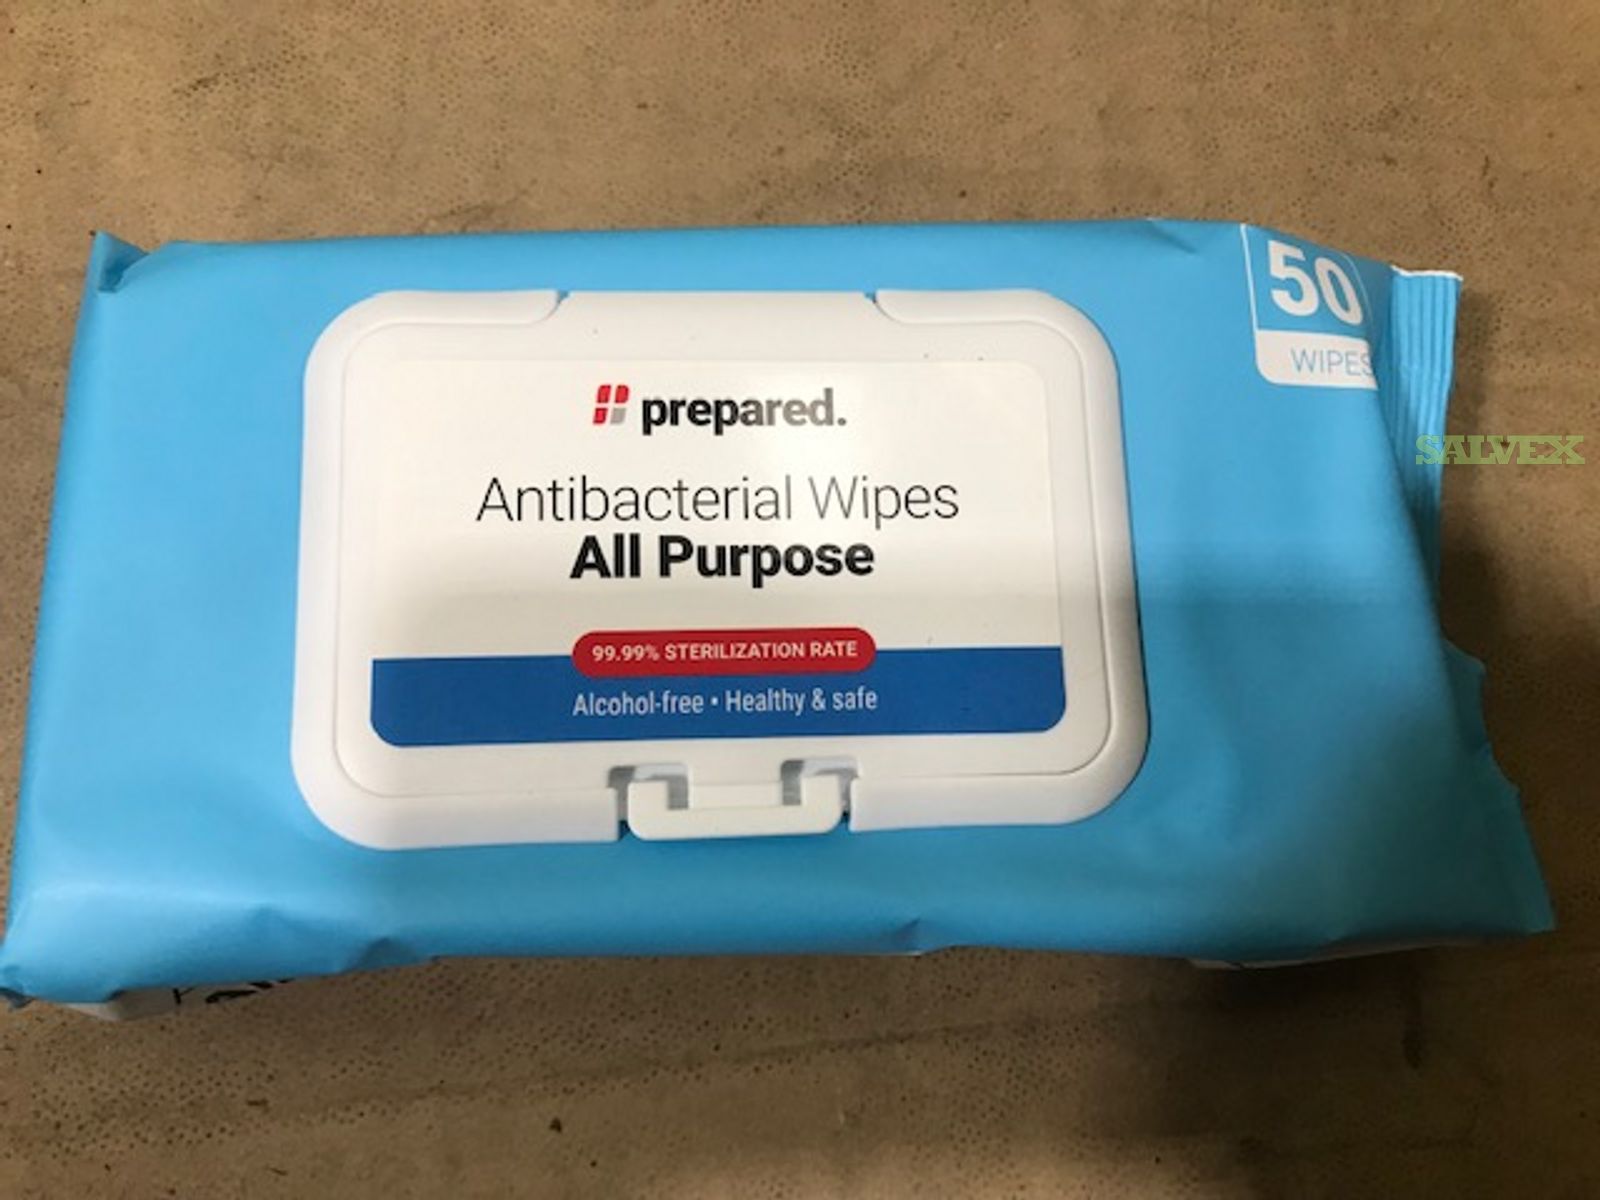 50
WIPES
prepared.
Antibacterial Wipes
All Purpose
99.99% STERILIZATION RATE
Alcohol-free • Healthy & safe
SALVEX